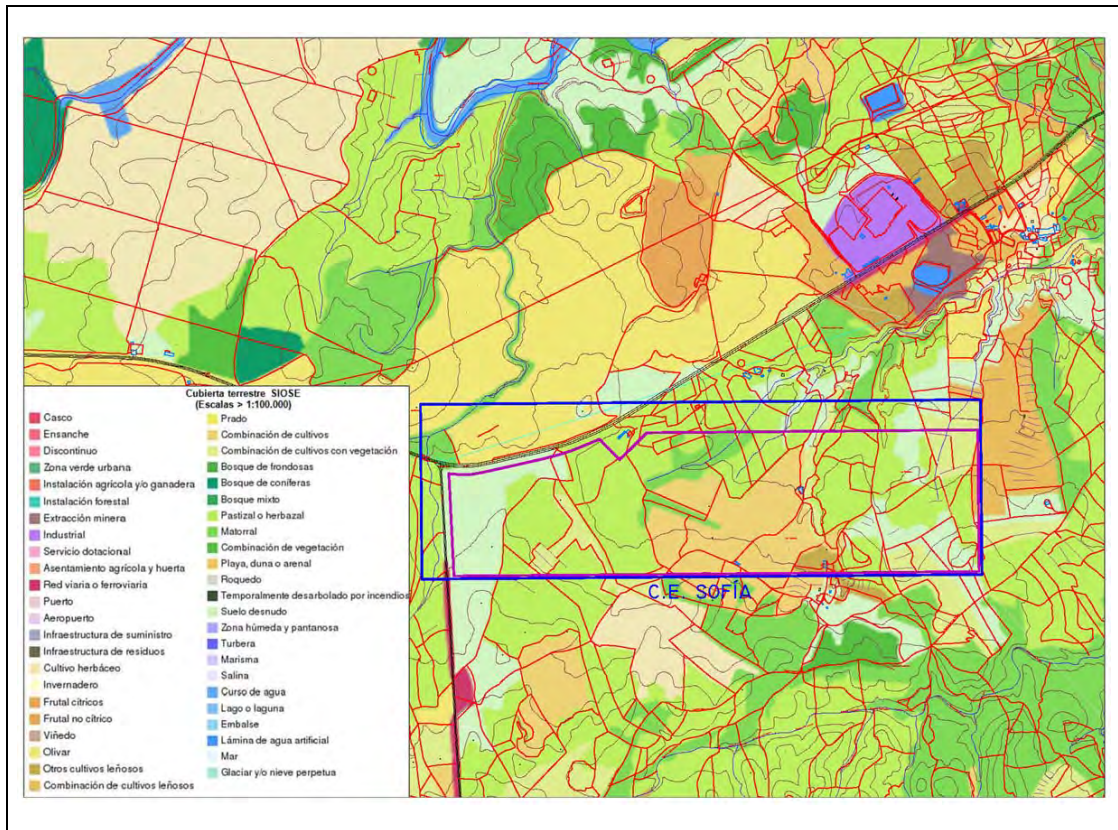 Cubierta terrestre SIOSE
(Escalas > 1:100.000)
Casco
Ensanche
Discontinuo
Zona verde urbana
Instalación agrícola y/o ganadera
Instalación forestal
Extracción minera
Industrial
Servicio dotacional
Asentamiento agrícola y huerta
Red viaria o ferroviaria
Puerto
Aeropuerto
Infraestructura de suministro
Infraestructura de residuos
Cultivo herbáceo
Invernadero
Frutal cítricos
Frutal no cítrico
Viñedo
Olivar
Otros cultivos leñosos
Combinación de cultivos leñosos
Prado
Combinación de cultivos
Combinación de cultivos con vegetación
Bosque de frondosas
Bosque de coníferas
Bosque mixto
Pastizal o herbazal
Matorral
Combinación de vegetación
Playa, duna o arenal
Roquedo
Temporalmente desarbolado por incendios
Suelo desnudo
Zona húmeda y pantanosa
Turbera
Marisma
Salina
Curso de agua
Lago o laguna
Embalse
Lámina de agua artificial
Mar
Glaciar y/o nieve perpetua
C.E. SOFÍA